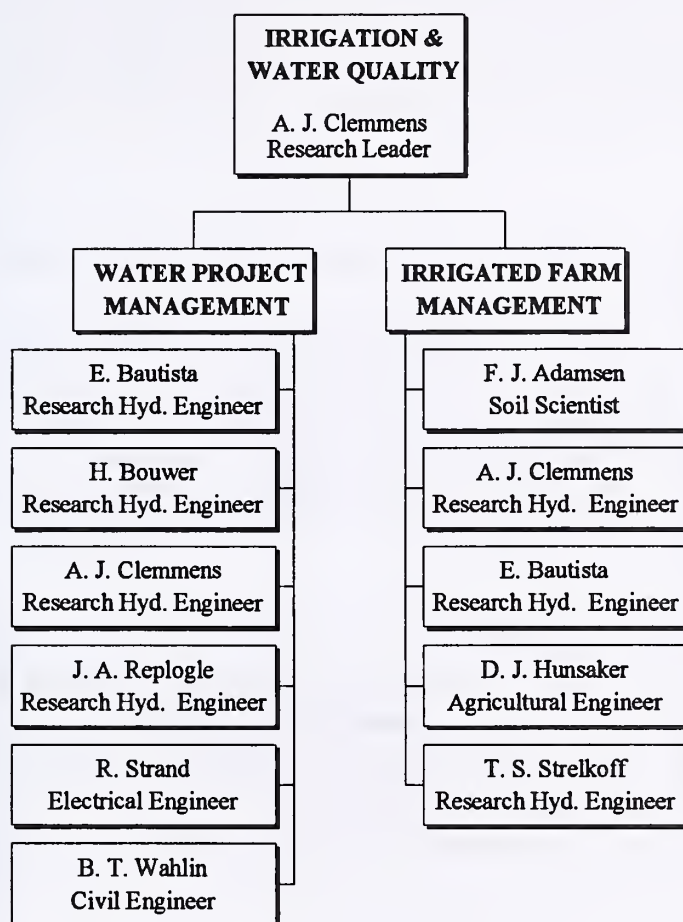 IRRIGATION &
WATER QUALITY
A. J. Clemmens
Research Leader
WATER PROJECT
MANAGEMENT
E. Bautista
Research Hyd. Engineer
H. Bouwer
Research Hyd. Engineer
A. J. Clemmens
Research Hyd. Engineer
J. A. Replogle
Research Hyd. Engineer
R. Strand
Electrical Engineer
B. T. Wahlin
Civil Engineer
IRRIGATED FARM
MANAGEMENT
F. J. Adamsen
Soil Scientist
A. J. Clemmens
Research Hyd. Engineer
E. Bautista
Research Hyd. Engineer
D. J. Hunsaker
Agricultural Engineer
T. S. Strelkoff
Research Hyd. Engineer